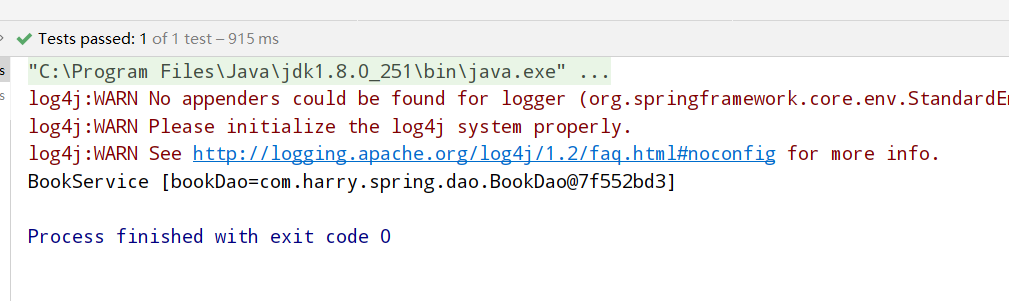 Tests passed: 1 of 1 test – 915 ms
"C:\Program Files\Java\jdk1.8.0_251\bin\java.exe" ...
log4j:WARN No appenders could be found for logger (org.springframework.core.env.StandardEn
log4j:WARN Please initialize the log4j system properly.
log4j:WARN See http://logging.apache.org/log4j/1.2/faq.html#noconfig for more info.
BookService [bookDao=com.harry.spring.dao.BookDao@7f552bd3]
Process finished with exit code 0